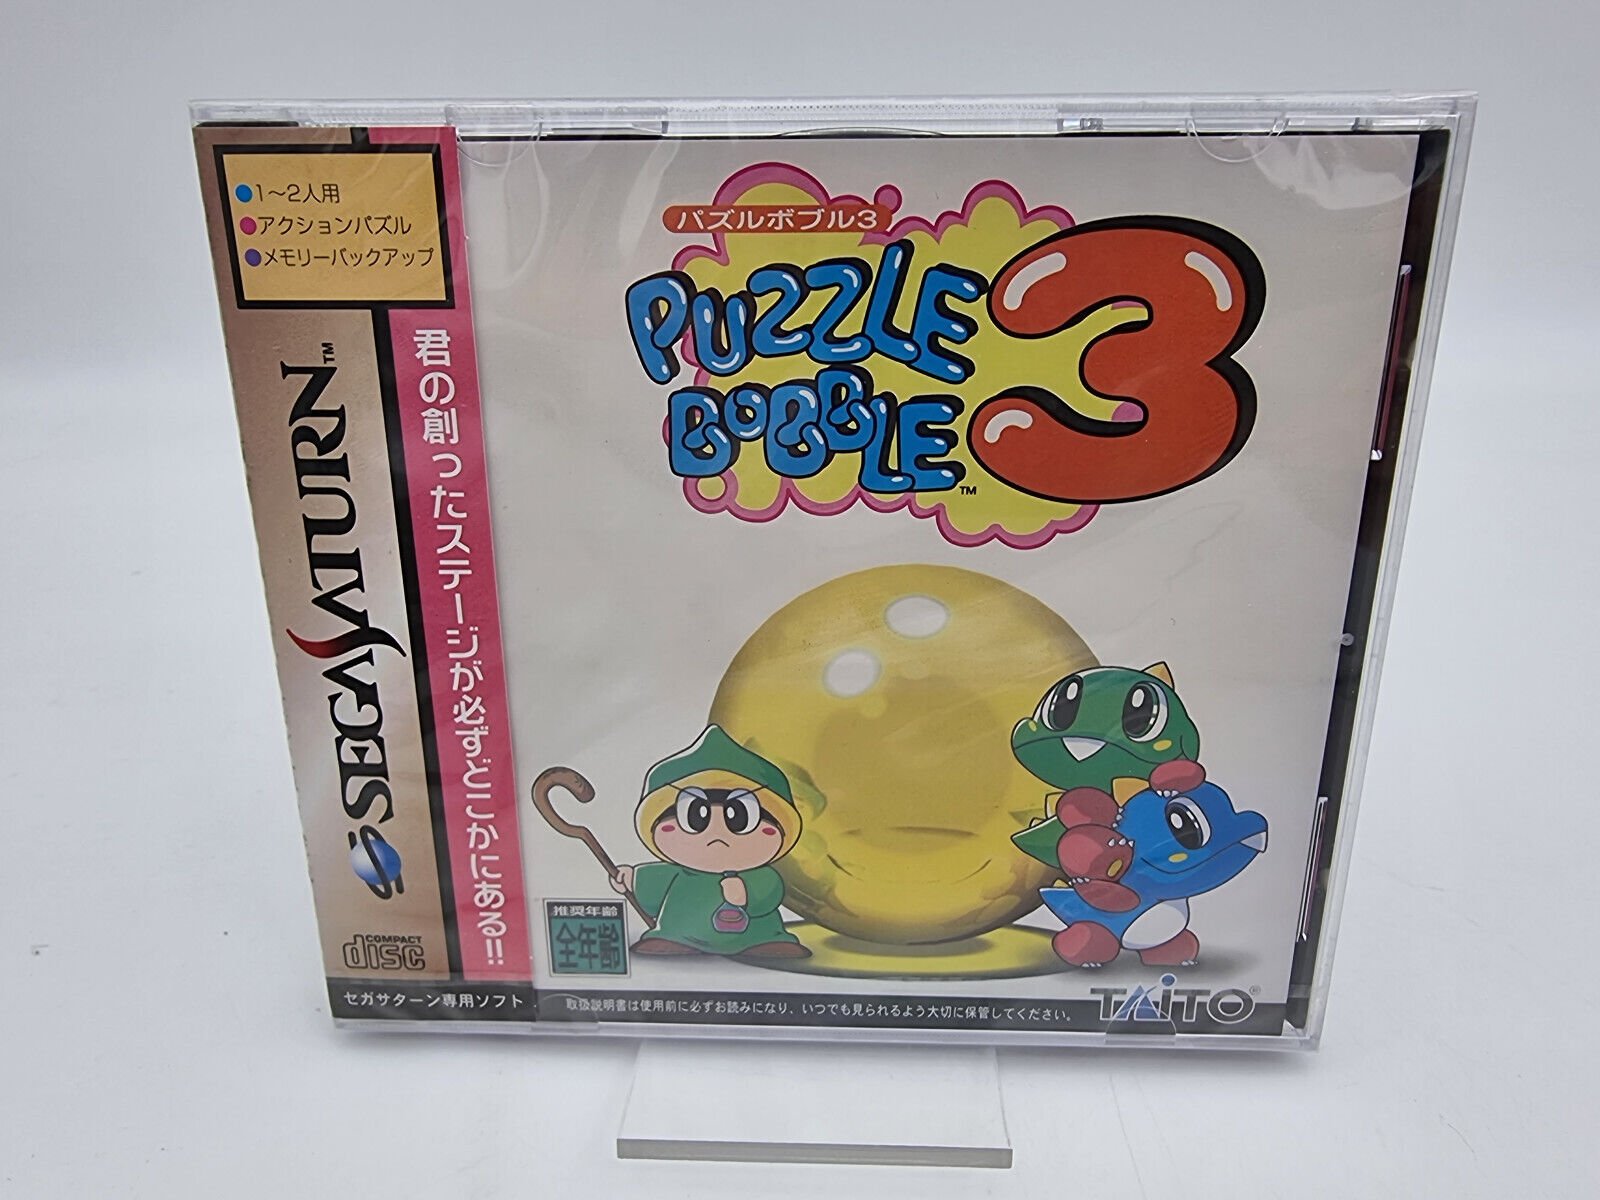 ●1〜2人用
●アクションパズル
●メモリーバックアップ
SEGA SATURN™
君の創ったステージが必ずどこかにある!!
COMPACT
disc
セガサターン専用ソフト
パズルボブル3
PUZZLE
BOBBLE™
3
推奨年齢
全年齢
取扱説明書は使用前に必ずお読みになり、いつでも見られるよう大切に保管してください。
TAITO®